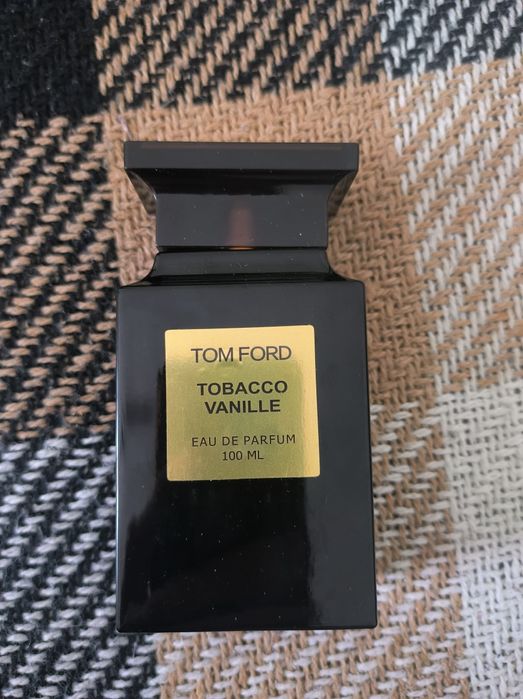 TOM FORD
TOBACCO
VANILLE
EAU DE PARFUM
100 ML